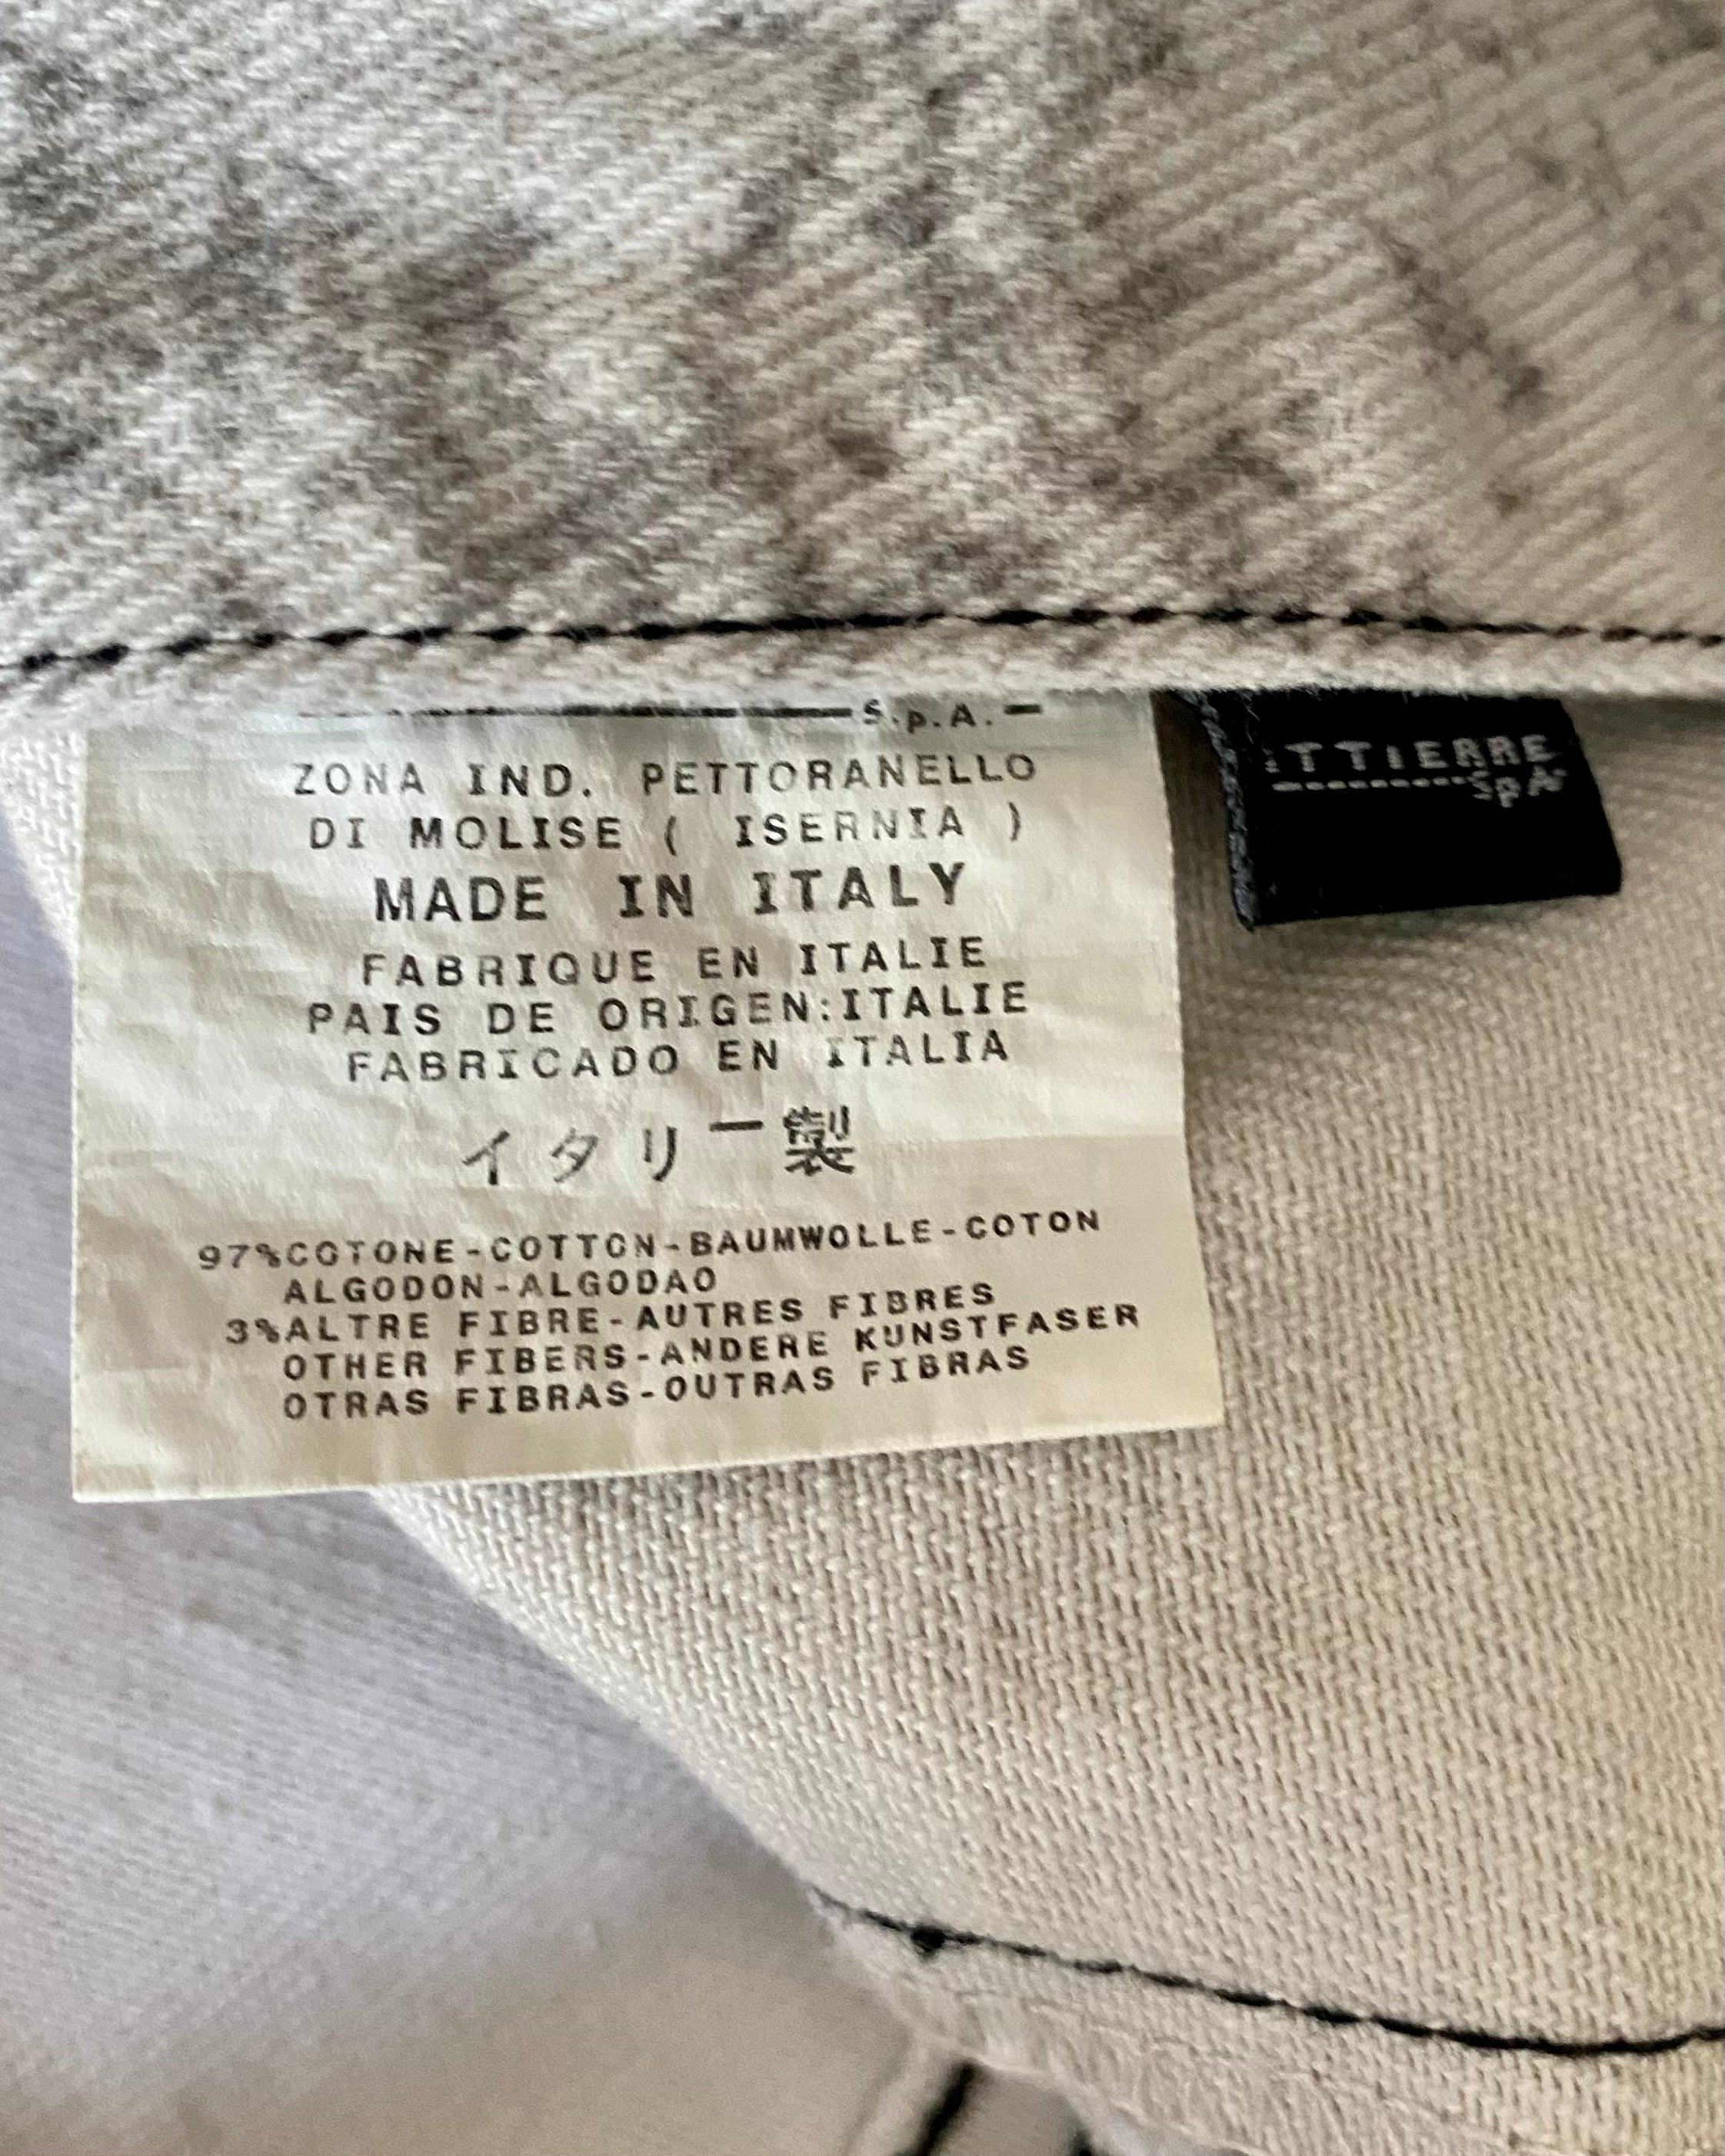 S.p.A.
ZONA IND. PETTORANELLO
DI MOLISE ( ISERNIA )
MADE IN ITALY
FABRIQUE EN ITALIE
PAIS DE ORIGEN:ITALIE
FABRICADO EN ITALIA
イタリー製
97%COTONE-COTTON-BAUMWOLLE-COTON
ALGODON-ALGODAO
3%ALTRE FIBRE-AUTRES FIBRES
OTHER FIBERS-ANDERE KUNSTFASER
OTRAS FIBRAS-OUTRAS FIBRAS
ITTIERRE
SpA